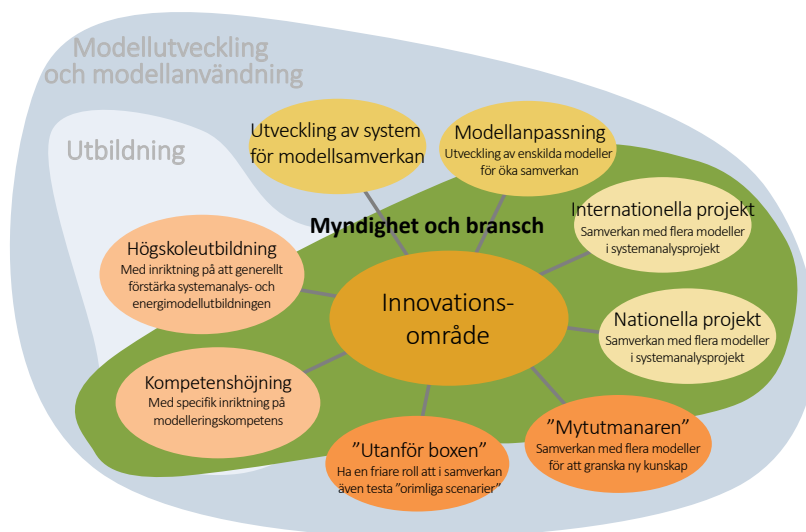 Modellutveckling
och modellanvändning
Utbildning
Utveckling av system
för modellsamverkan
Modellanpassning
Utveckling av enskilda modeller
för öka samverkan
Myndighet och bransch
Internationella projekt
Samverkan med flera modeller
i systemanalysprojekt
Högskoleutbildning
Med inriktning på att generellt
förstärka systemanalys- och
energimodellutbildningen
Innovations-
område
Nationella projekt
Samverkan med flera modeller
i systemanalysprojekt
Kompetenshöjning
Med specifik inriktning på
modelleringskompetens
"Utanför boxen"
Ha en friare roll att i samverkan
även testa "orimliga scenarier"
"Mytutmanaren"
Samverkan med flera modeller
för att granska ny kunskap